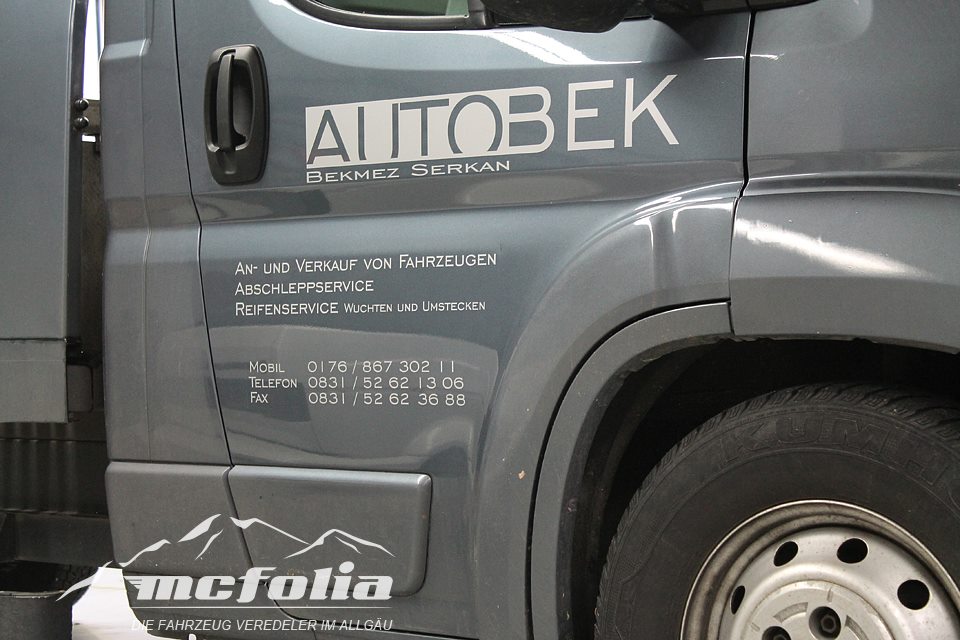 AUTOBEK
BEKMEZ SERKAN
AN- UND VERKAUF VON FAHRZEUGEN
ABSCHLEPPSERVICE
REIFENSERVICE WUCHTEN UND UMSTECKEN
MOBIL 0176 / 867 302 11
TELEFON 0831 / 52 62 13 06
FAX 0831 / 52 62 36 88
KUMHO
mcfolia
DIE FAHRZEUG VEREDELER IM ALLGÄU